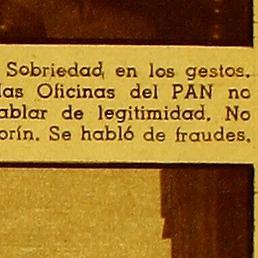 Sobriedad, en los gestos.
las Oficinas del PAN no
ablar de legitimidad. No
orín. Se habló de fraudes.